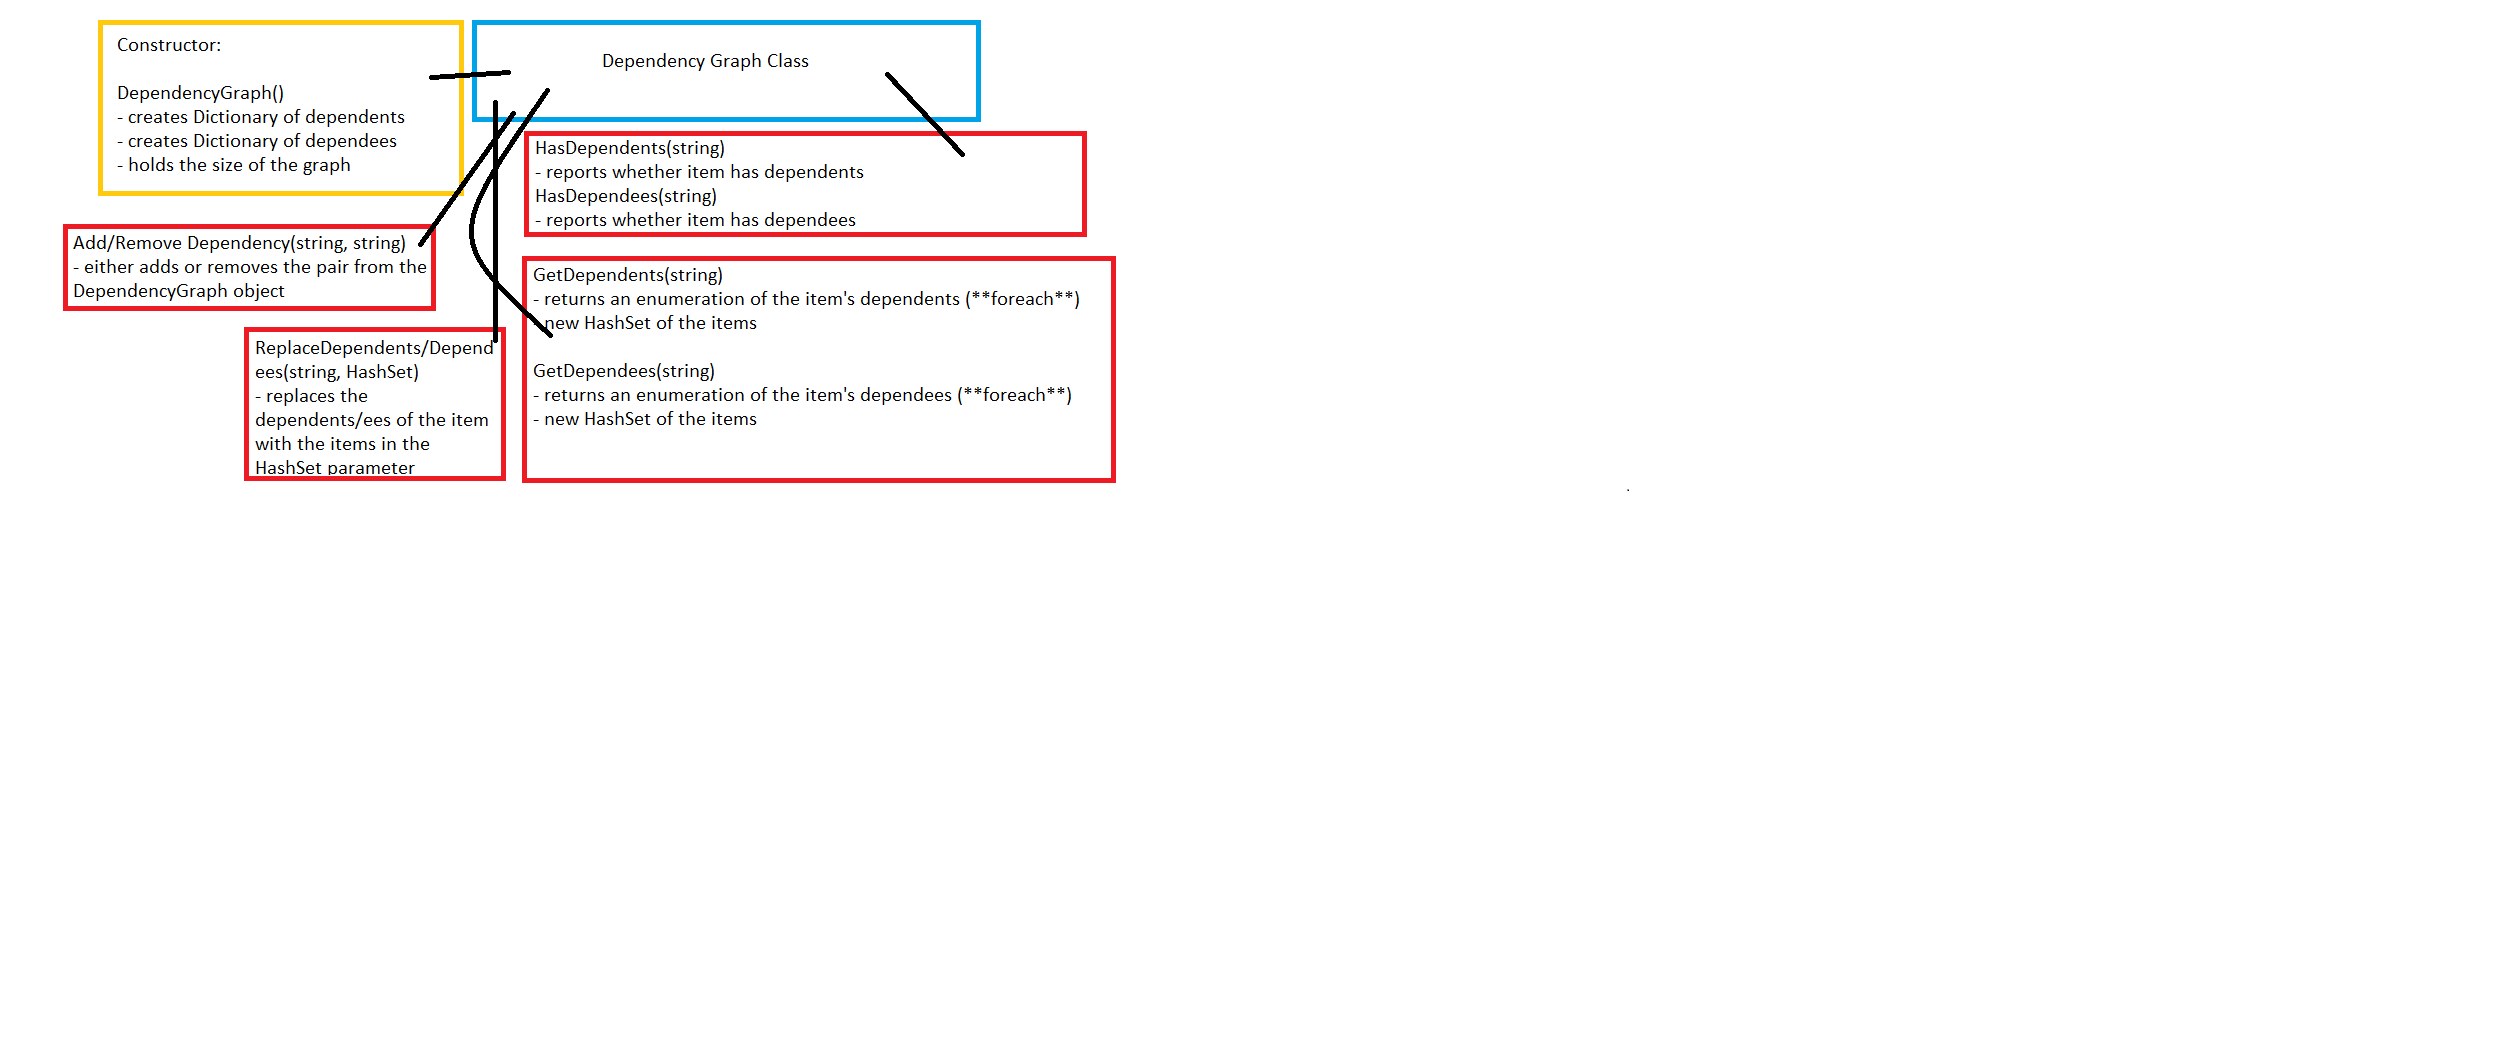 Constructor:
DependencyGraph()
- creates Dictionary of dependents
- creates Dictionary of dependees
- holds the size of the graph
Dependency Graph Class
HasDependents(string)
- reports whether item has dependents
HasDependees(string)
- reports whether item has dependees
Add/Remove Dependency(string, string)
- either adds or removes the pair from the
DependencyGraph object
GetDependents(string)
- returns an enumeration of the item's dependents (**foreach**)
- new HashSet of the items
GetDependees(string)
- returns an enumeration of the item's dependees (**foreach**)
- new HashSet of the items
ReplaceDependents/Depend
ees(string, HashSet)
- replaces the
dependents/ees of the item
with the items in the
HashSet parameter